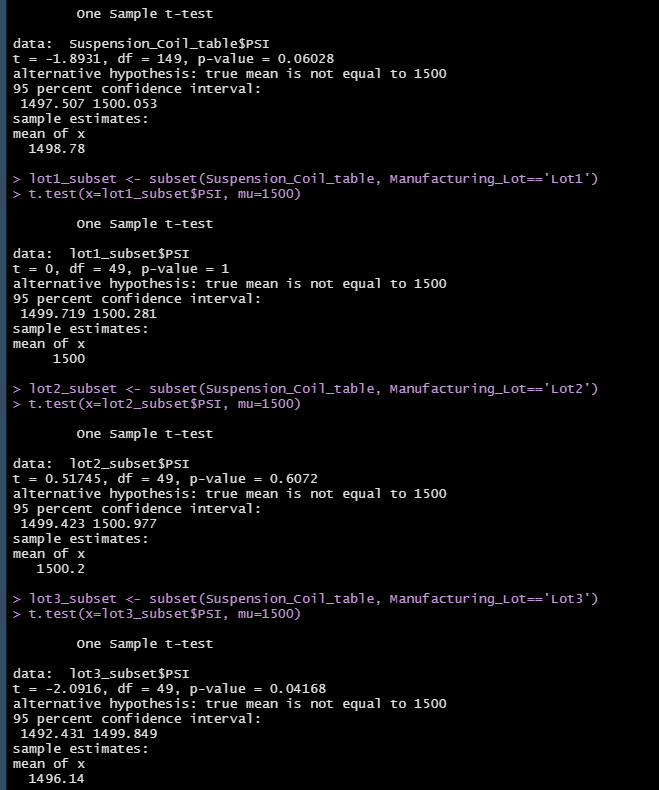 One Sample t-test
data:  Suspension_Coil_table$PSI
t = -1.8931, df = 149, p-value = 0.06028
alternative hypothesis: true mean is not equal to 1500
95 percent confidence interval:
 1497.507 1500.053
sample estimates:
mean of x
  1498.78
> lot1_subset <- subset(Suspension_Coil_table, Manufacturing_Lot=='Lot1')
> t.test(x=lot1_subset$PSI, mu=1500)
One Sample t-test
data:  lot1_subset$PSI
t = 0, df = 49, p-value = 1
alternative hypothesis: true mean is not equal to 1500
95 percent confidence interval:
 1499.719 1500.281
sample estimates:
mean of x
     1500
> lot2_subset <- subset(Suspension_Coil_table, Manufacturing_Lot=='Lot2')
> t.test(x=lot2_subset$PSI, mu=1500)
One Sample t-test
data:  lot2_subset$PSI
t = 0.51745, df = 49, p-value = 0.6072
alternative hypothesis: true mean is not equal to 1500
95 percent confidence interval:
 1499.423 1500.977
sample estimates:
mean of x
   1500.2
> lot3_subset <- subset(Suspension_Coil_table, Manufacturing_Lot=='Lot3')
> t.test(x=lot3_subset$PSI, mu=1500)
One Sample t-test
data:  lot3_subset$PSI
t = -2.0916, df = 49, p-value = 0.04168
alternative hypothesis: true mean is not equal to 1500
95 percent confidence interval:
 1492.431 1499.849
sample estimates:
mean of x
  1496.14